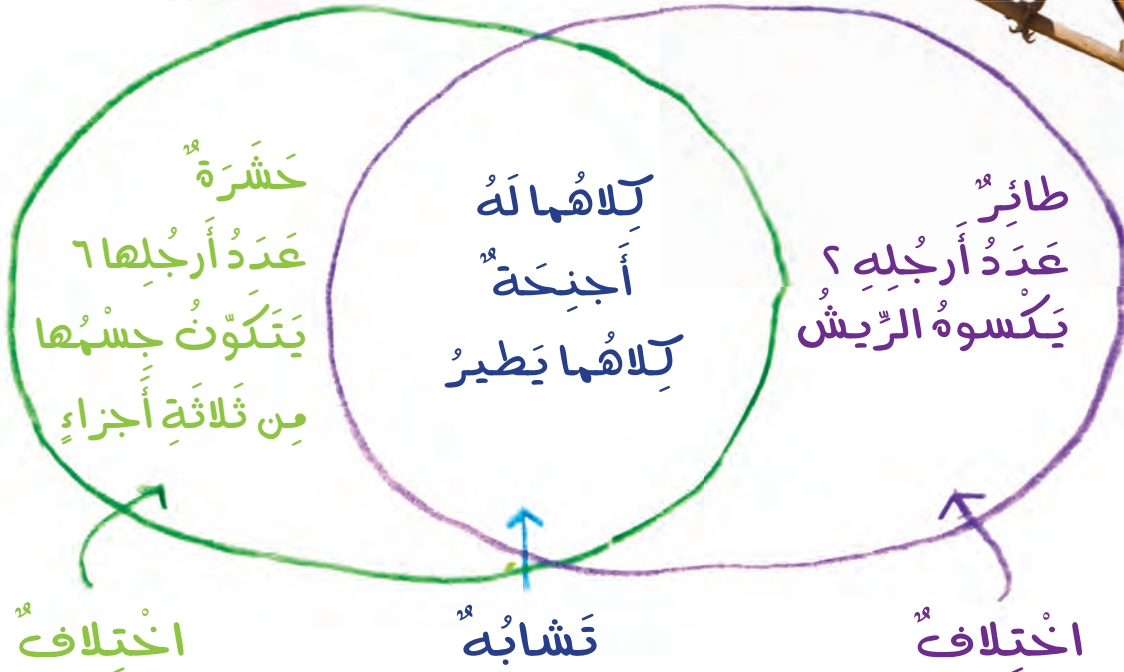 طائِرٌ
عَدَدُ أَرجُلِهِ ٢
يَكْسوهُ الرِّيشُ
كِلاهُما لَهُ
أَجنِحَةٌ
كِلاهُما يَطيرُ
حَشَرَةٌ
عَدَدُ أَرجُلِها ٦
يَتَكَوَّنُ جِسْمُها
مِن ثَلاثَةِ أَجزاءٍ
اخْتِلافٌ
تَشابُهٌ
اخْتِلافٌ